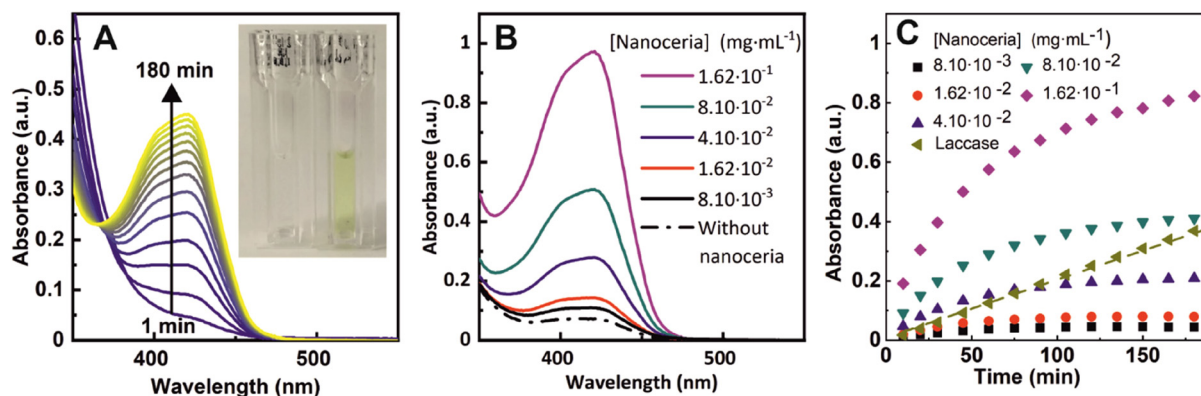 A
180 min
1 min
0.6
0.5
0.4
0.3
0.2
0.1
0
400
500
Absorbance (a.u.)
Wavelength (nm)
B
[Nanoceria] (mg·mL⁻¹)
1.62·10⁻¹
8.10·10⁻²
4.10·10⁻²
1.62·10⁻²
8.10·10⁻³
Without
nanoceria
1
0.8
0.6
0.4
0.2
0
400
500
Absorbance (a.u.)
Wavelength (nm)
C
[Nanoceria] (mg·mL⁻¹)
8.10·10⁻³ 8.10·10⁻²
1.62·10⁻² 1.62·10⁻¹
4.10·10⁻²
Laccase
1
0.8
0.6
0.4
0.2
0
0
50
100
150
Absorbance (a.u.)
Time (min)